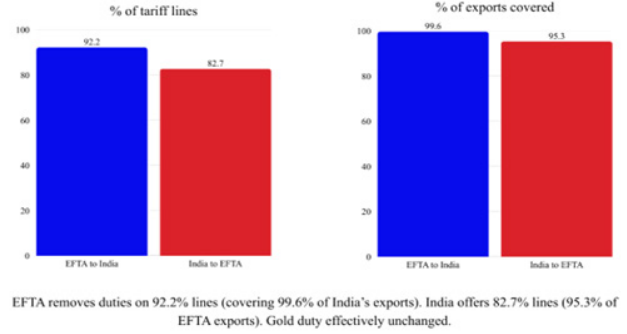 % of tariff lines
100
80
60
40
20
0
92.2
82.7
EFTA to India
India to EFTA
% of exports covered
100
80
60
40
20
0
99.6
95.3
EFTA to India
India to EFTA
EFTA removes duties on 92.2% lines (covering 99.6% of India’s exports). India offers 82.7% lines (95.3% of
EFTA exports). Gold duty effectively unchanged.